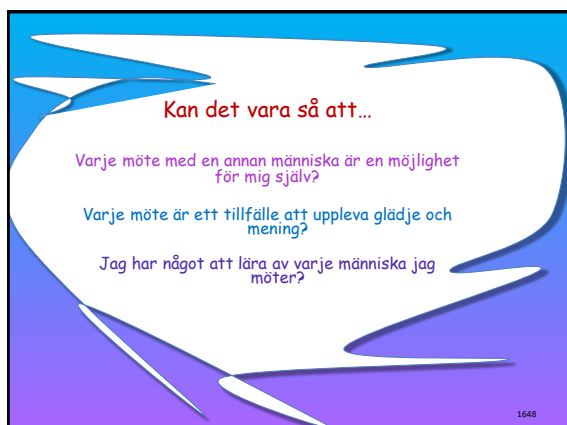 Kan det vara så att…
Varje möte med en annan människa är en möjlighet
för mig själv?
Varje möte är ett tillfälle att uppleva glädje och
mening?
Jag har något att lära av varje människa jag
möter?
1648